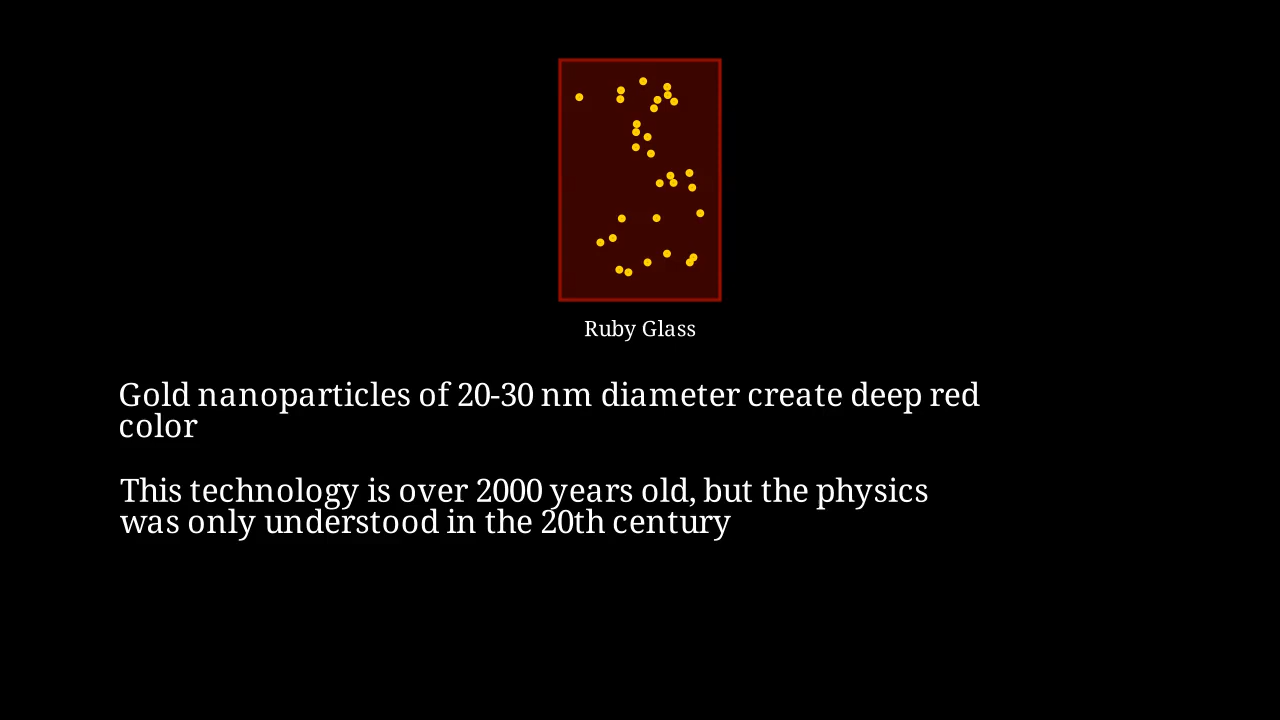 Ruby Glass
Gold nanoparticles of 20-30 nm diameter create deep red
color
This technology is over 2000 years old, but the physics
was only understood in the 20th century